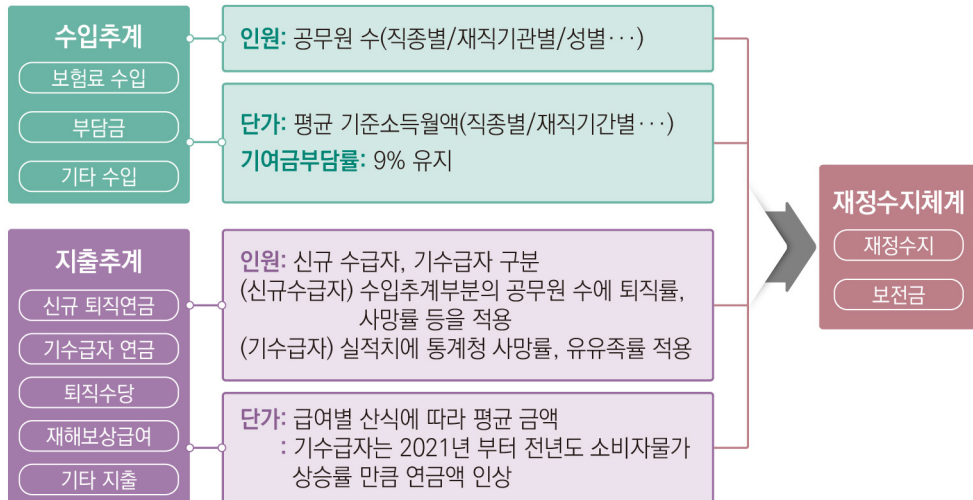 수입추계
보험료 수입
부담금
기타 수입
인원: 공무원 수(직종별/재직기관별/성별···)
단가: 평균 기준소득월액(직종별/재직기간별···)
기여금부담률: 9% 유지
지출추계
신규 퇴직연금
기수급자 연금
퇴직수당
재해보상급여
기타 지출
인원: 신규 수급자, 기수급자 구분
(신규수급자) 수입추계부분의 공무원 수에 퇴직률,
사망률 등을 적용
(기수급자) 실적치에 통계청 사망률, 유유족률 적용
단가: 급여별 산식에 따라 평균 금액
: 기수급자는 2021년 부터 전년도 소비자물가
상승률 만큼 연금액 인상
재정수지체계
재정수지
보전금